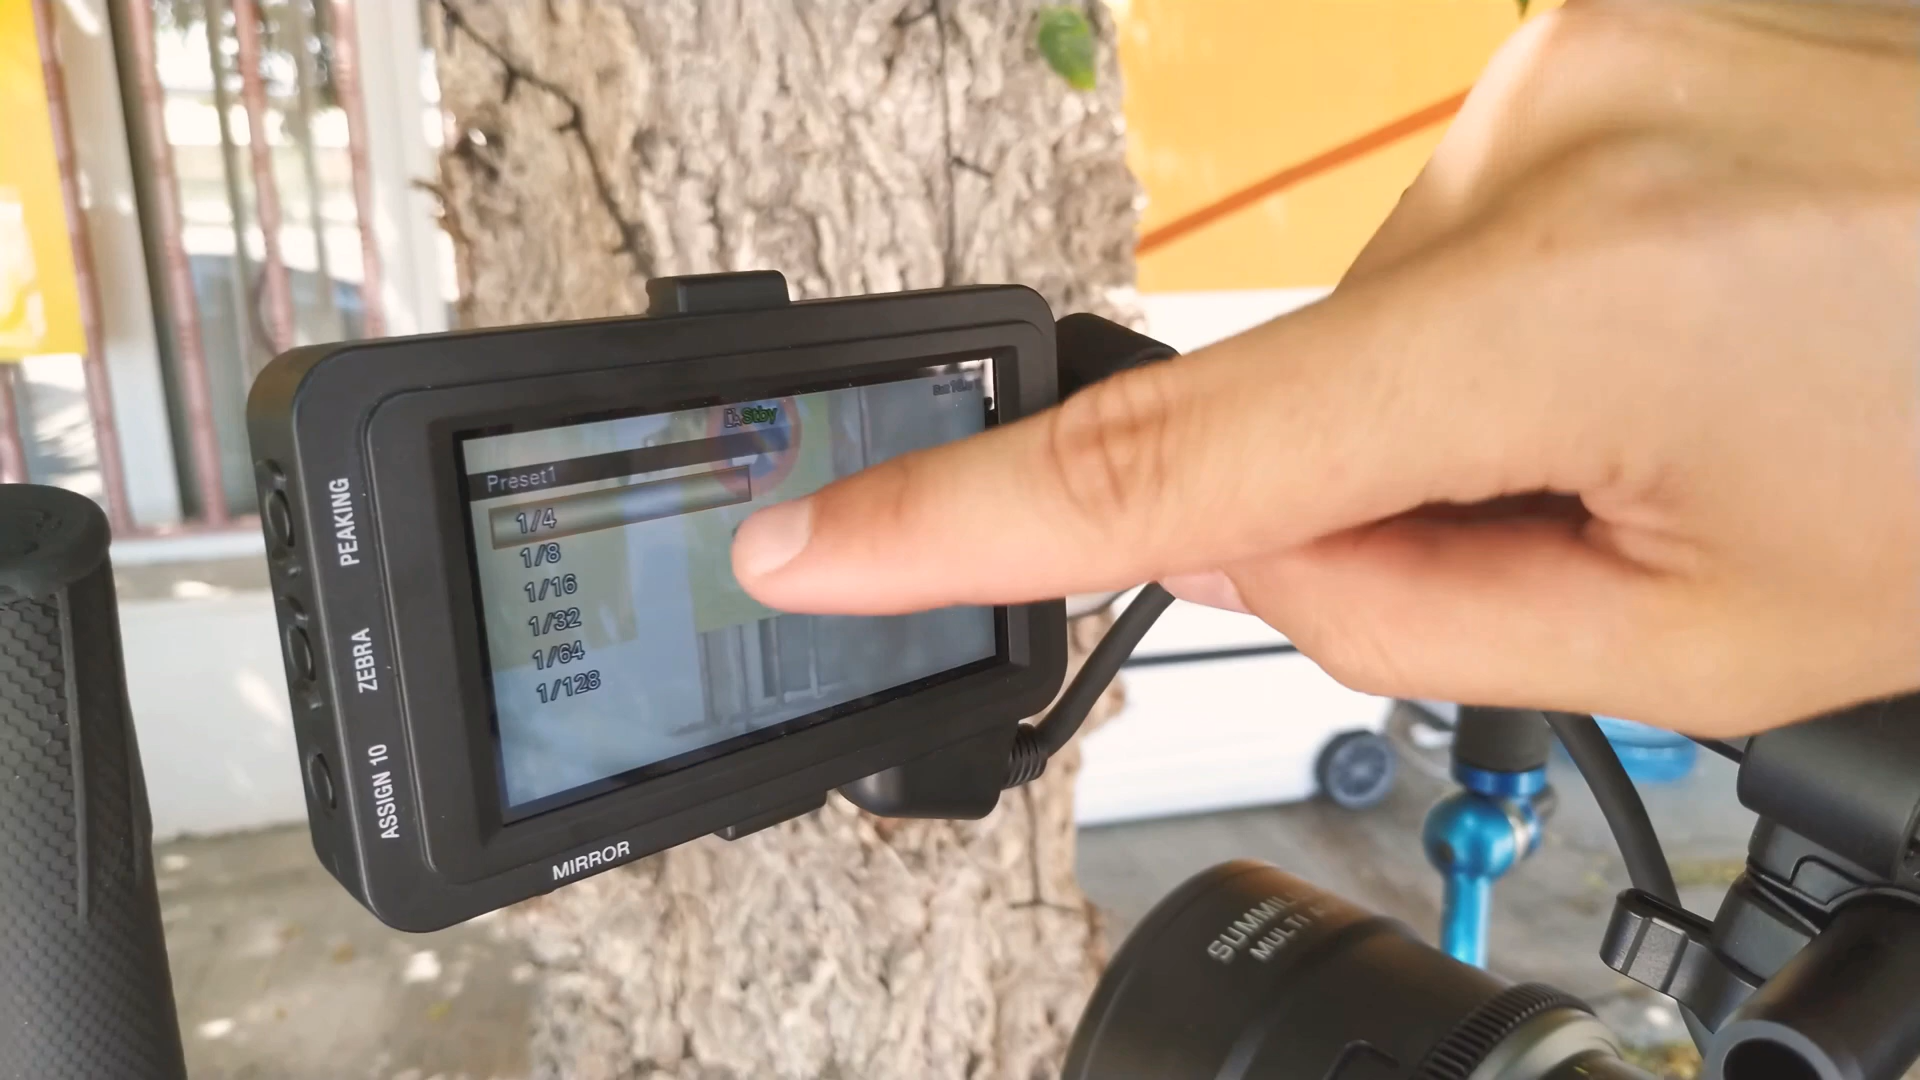 Stby
Preset1
1/4
1/8
1/16
1/32
1/64
1/128
PEAKING
ZEBRA
ASSIGN 10
MIRROR
MULTI